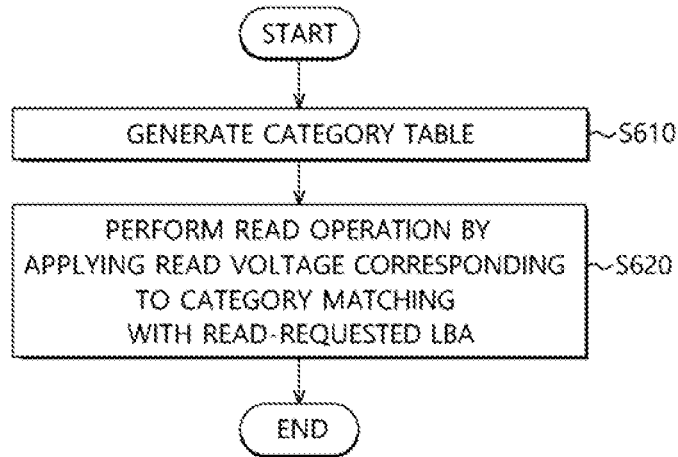 START
GENERATE CATEGORY TABLE
S610
PERFORM READ OPERATION BY
APPLYING READ VOLTAGE CORRESPONDING
TO CATEGORY MATCHING
WITH READ-REQUESTED LBA
S620
END